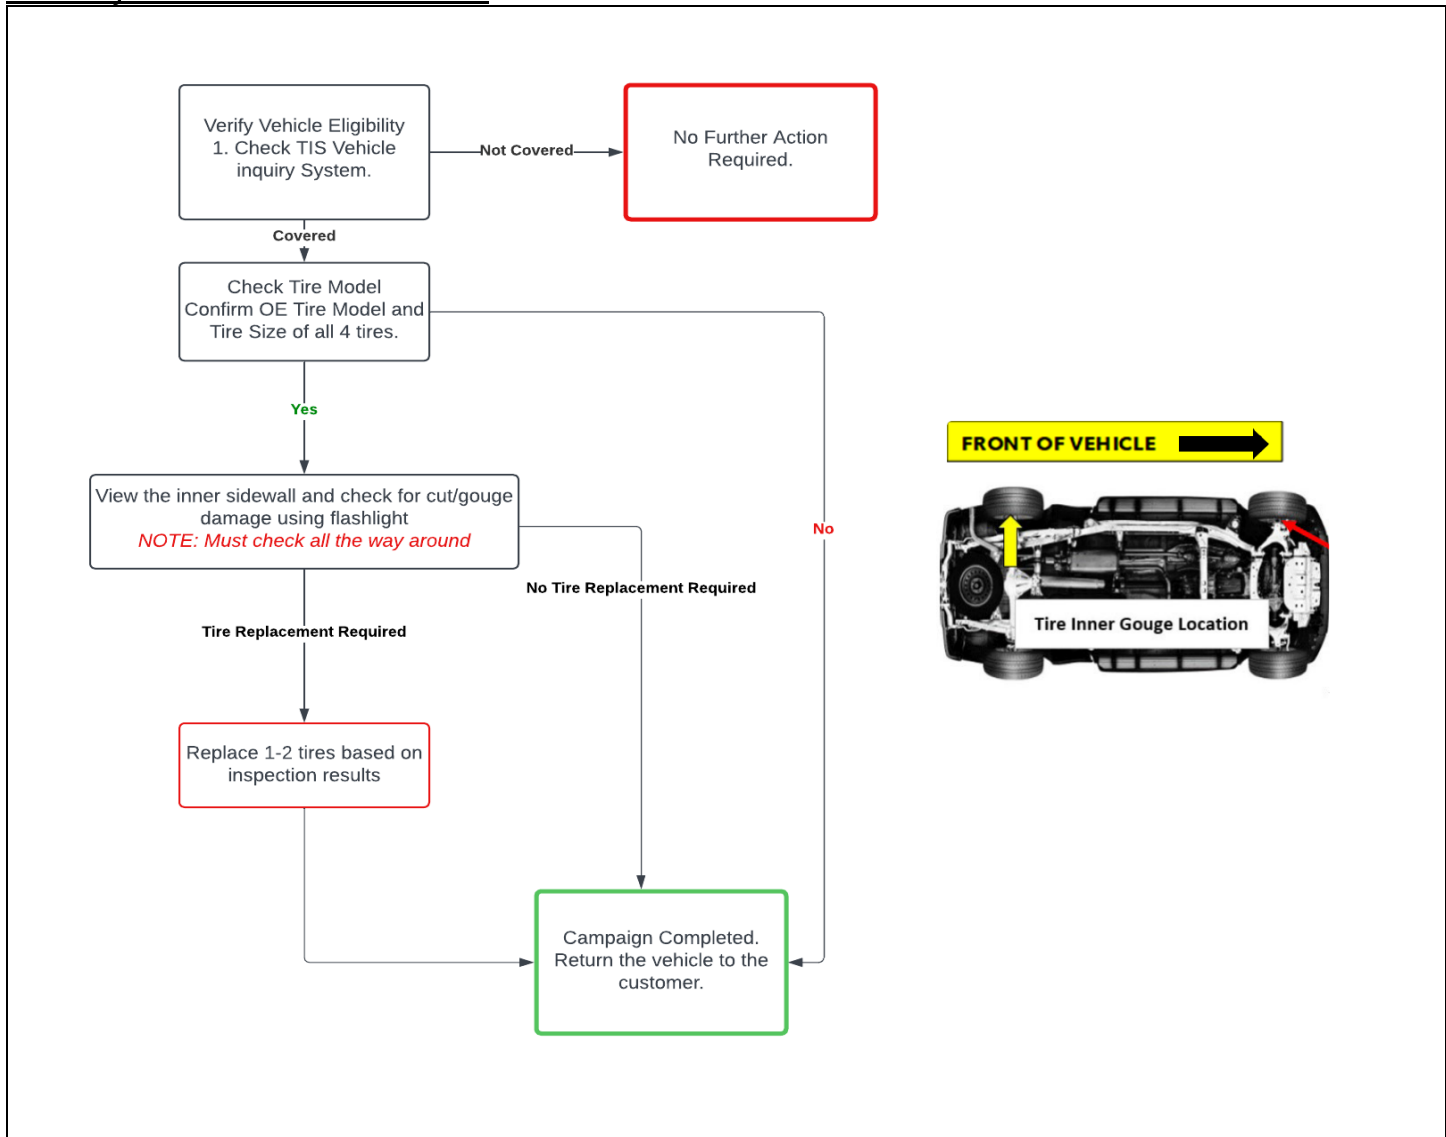 Verify Vehicle Eligibility
1. Check TIS Vehicle
inquiry System.
Not Covered
No Further Action
Required.
Covered
Check Tire Model
Confirm OE Tire Model and
Tire Size of all 4 tires.
Yes
No
View the inner sidewall and check for cut/gouge
damage using flashlight
NOTE: Must check all the way around
No Tire Replacement Required
Tire Replacement Required
Replace 1-2 tires based on
inspection results
Campaign Completed.
Return the vehicle to the
customer.
FRONT OF VEHICLE
Tire Inner Gouge Location